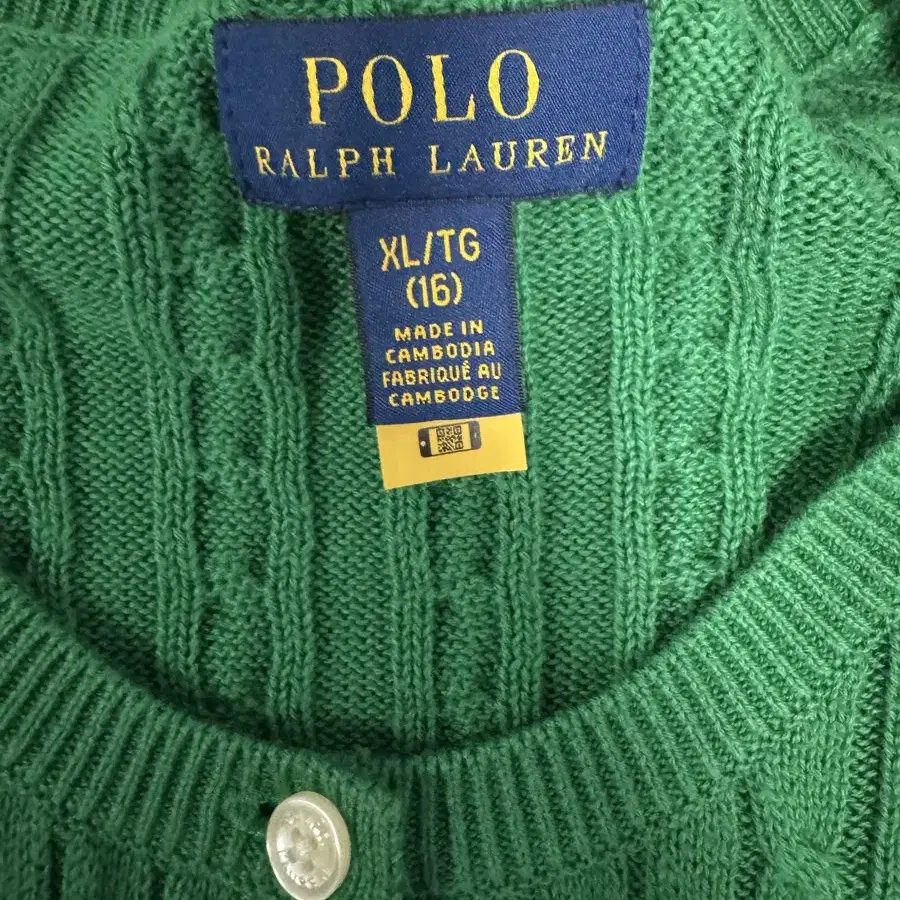 POLO
RALPH LAUREN
XL/TG
(16)
MADE IN
CAMBODIA
FABRIQUÉ AU
CAMBODGE